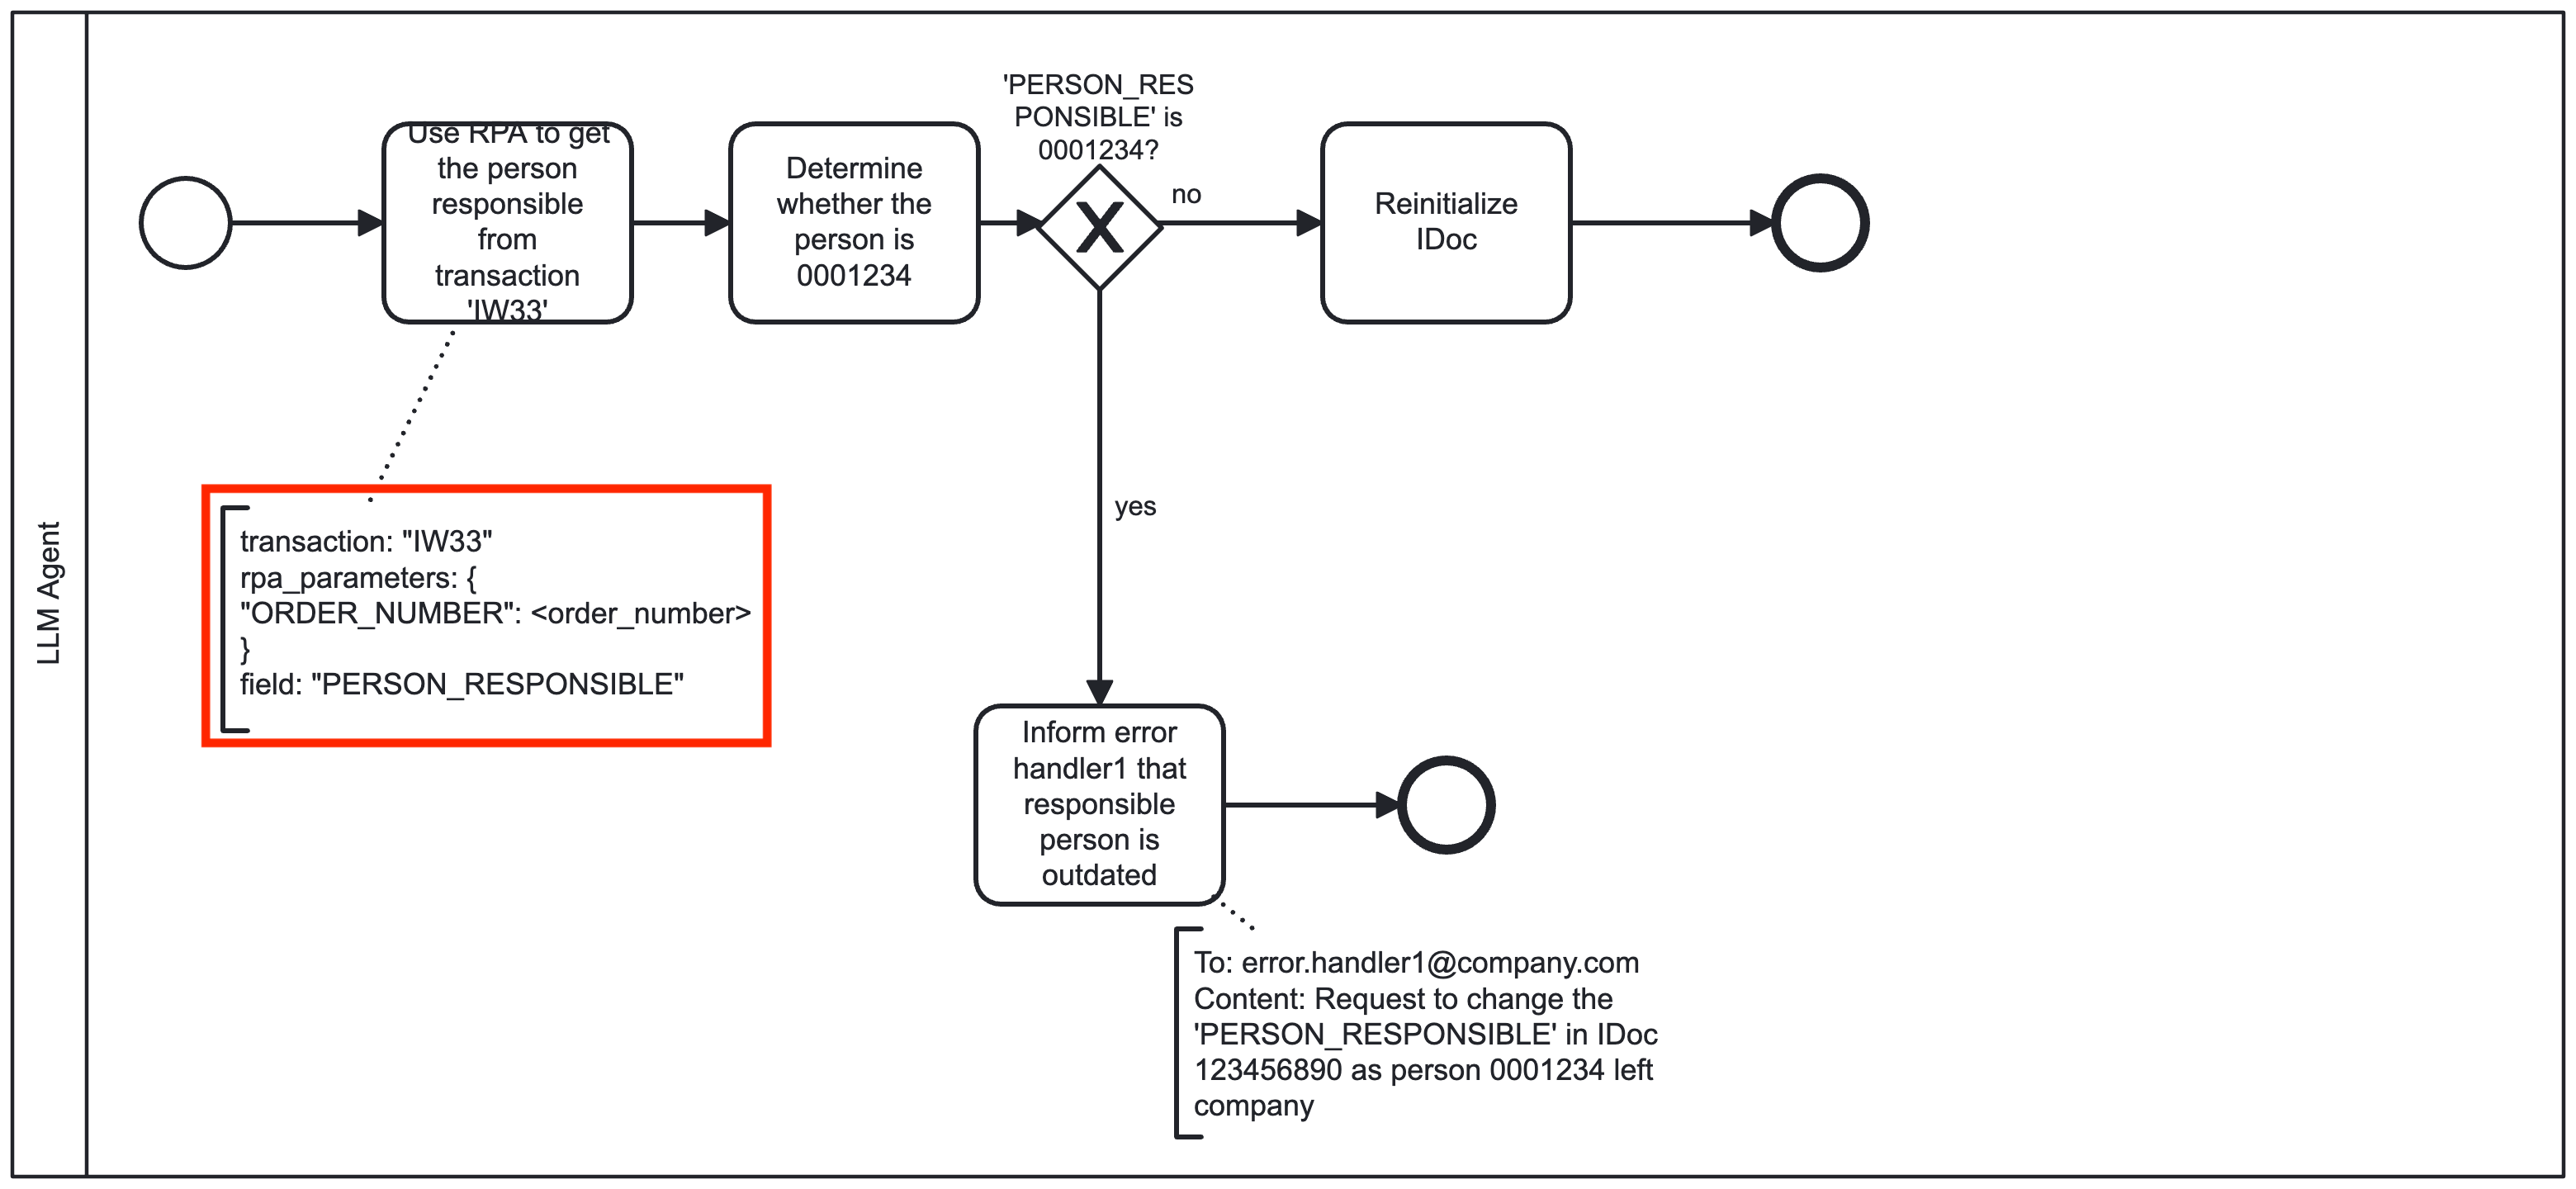 LLM Agent
Use RPA to get
the person
responsible
from
transaction
'IW33'
Determine
whether the
person is
0001234
'PERSON_RES
PONSIBLE' is
0001234?
X
no
Reinitialize
IDoc
transaction: "IW33"
rpa_parameters: {
"ORDER_NUMBER": <order_number>
}
field: "PERSON_RESPONSIBLE"
yes
Inform error
handler1 that
responsible
person is
outdated
To: error.handler1@company.com
Content: Request to change the
'PERSON_RESPONSIBLE' in IDoc
123456890 as person 0001234 left
company